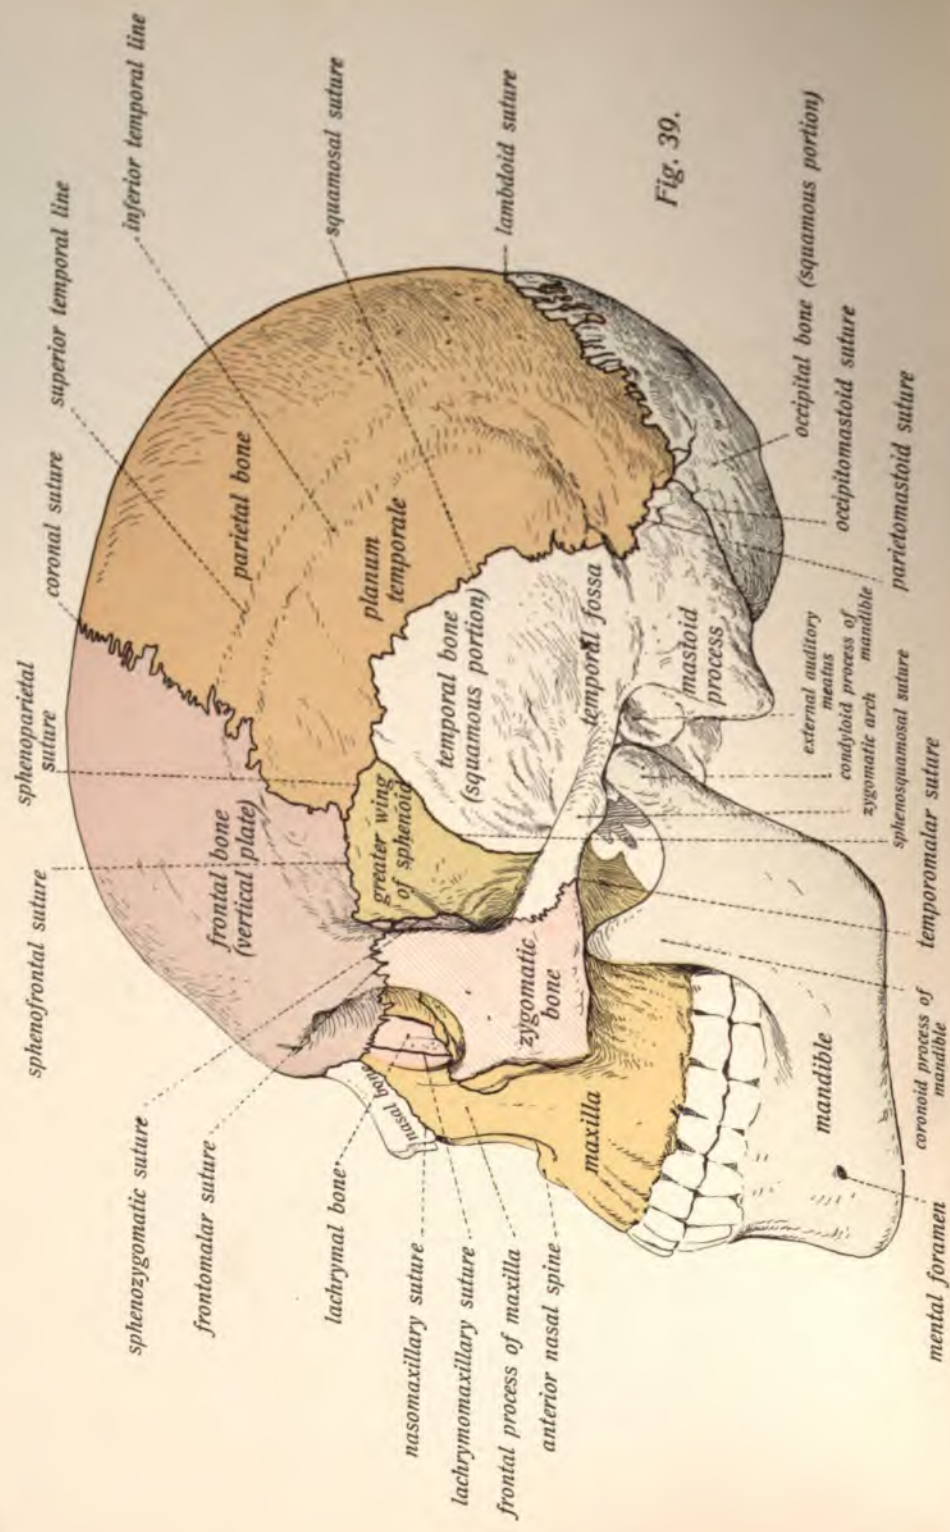 sphenofrontal suture
sphenoparietal
suture
coronal suture
superior temporal line
inferior temporal line
squamosal suture
lambdoid suture
Fig. 39.
sphenozygomatic suture
frontomalar suture
lachrymal bone
nasomaxillary suture
lachrymomaxillary suture
frontal process of maxilla
anterior nasal spine
frontal bone
(vertical plate)
parietal bone
planum
temporale
greater wing
of sphenoid
temporal bone
(squamous portion)
temporal fossa
mastoid
process
nasal bone
zygomatic
bone
maxilla
mandible
occipital bone (squamous portion)
occipitomastoid suture
parietomastoid suture
external auditory
meatus
condyloid process of
mandible
zygomatic arch
sphenosquamosal suture
temporomalar suture
coronoid process of
mandible
mental foramen